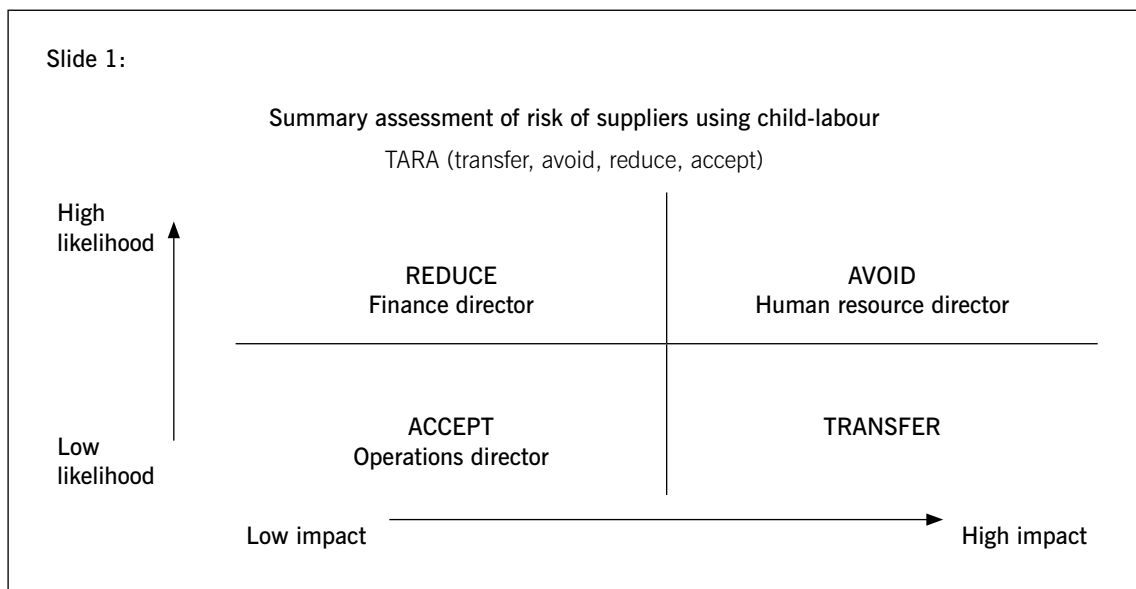 Slide 1:
Summary assessment of risk of suppliers using child-labour
TARA (transfer, avoid, reduce, accept)
High
likelihood
REDUCE
Finance director
AVOID
Human resource director
Low
likelihood
ACCEPT
Operations director
TRANSFER
Low impact
High impact